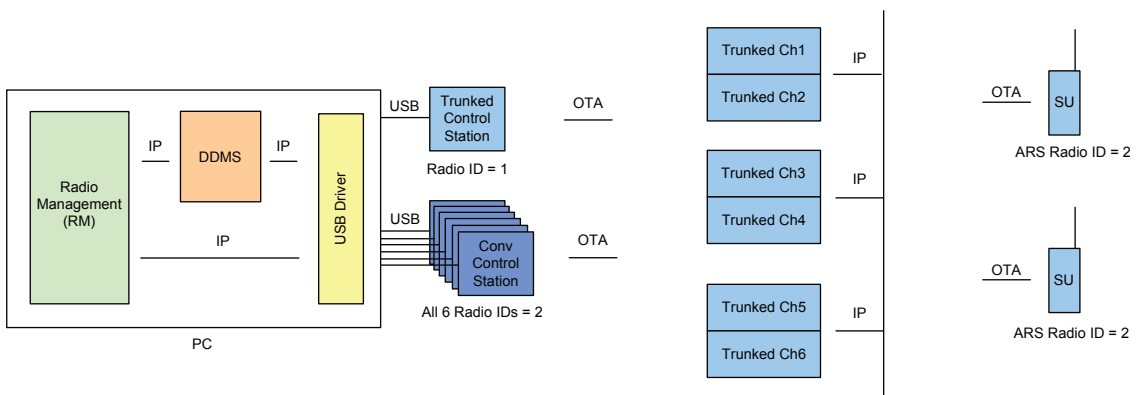 Radio
Management
(RM)
IP
DDMS
IP
IP
USB Driver
PC
USB
Trunked
Control
Station
Radio ID = 1
USB
Conv
Control
Station
All 6 Radio IDs = 2
OTA
OTA
Trunked Ch1
Trunked Ch2
IP
Trunked Ch3
Trunked Ch4
IP
Trunked Ch5
Trunked Ch6
IP
OTA
SU
ARS Radio ID = 2
OTA
SU
ARS Radio ID = 2